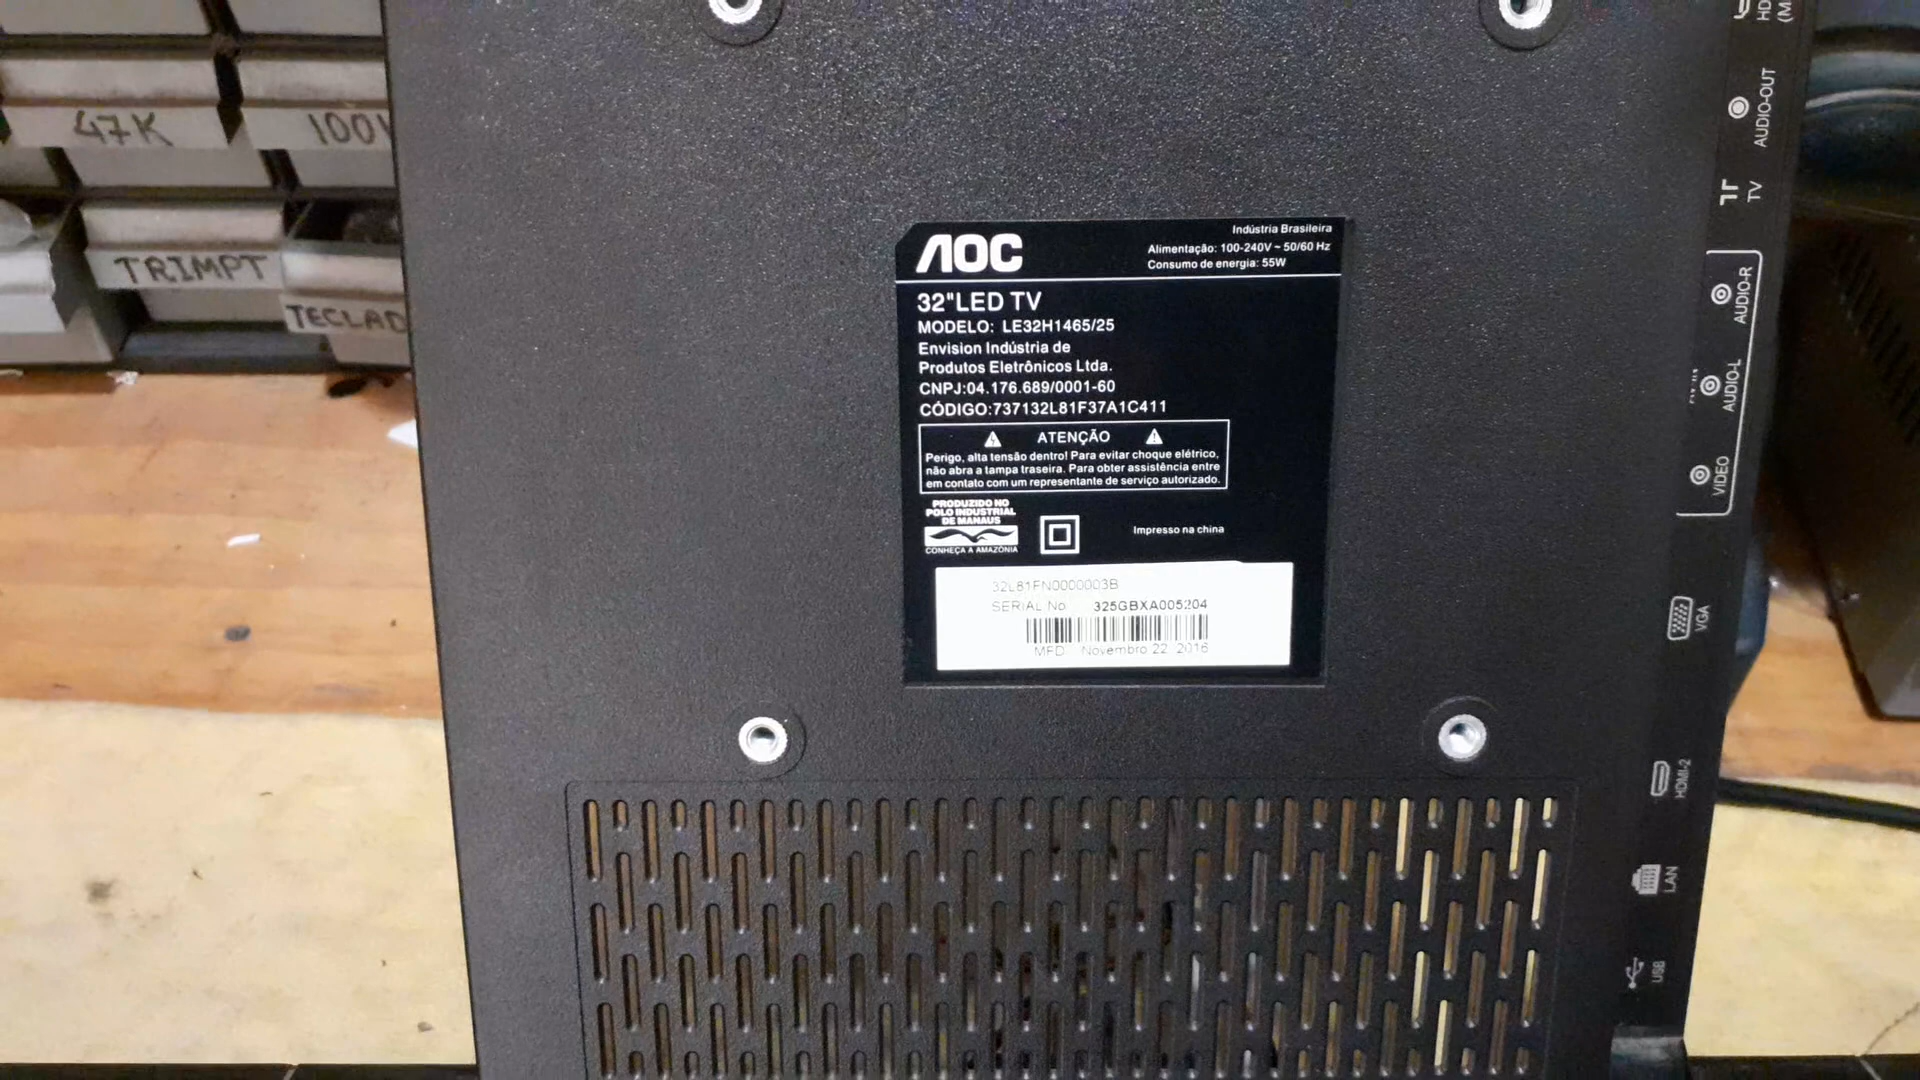 47K
TRIMPT
AOC
Indústria Brasileira
Alimentação: 100-240V ~ 50/60 Hz
Consumo de energia: 55W
32"LED TV
MODELO: LE32H1465/25
Envision Indústria de
Produtos Eletrônicos Ltda.
CNPJ:04.176.689/0001-60
CÓDIGO:737132L81F37A1C411
ATENÇÃO
Perigo, alta tensão dentro! Para evitar choque elétrico,
não abra a tampa traseira. Para obter assistência entre
em contato com um representante de serviço autorizado.
PRODUZIDO NO
POLO INDUSTRIAL
DE MANAUS
CONHEÇA A AMAZÔNIA
Impresso na china
32L81FN0000003B
SERIAL No 325GBXA005204
MFD: Novembro 22 2016
AUDIO-OUT
TV
AUDIO-R
AUDIO-L
VIDEO
VGA
HDMI-2
LAN
USB